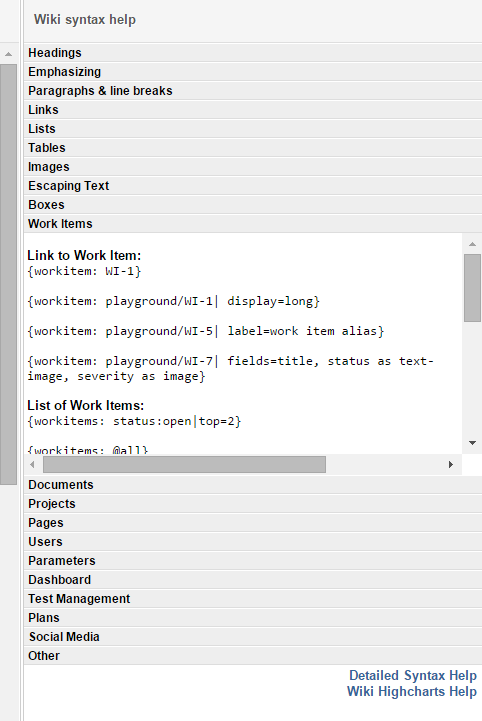 Wiki syntax help
Headings
Emphasizing
Paragraphs & line breaks
Links
Lists
Tables
Images
Escaping Text
Boxes
Work Items
Link to Work Item:
{workitem: WI-1}
{workitem: playground/WI-1| display=long}
{workitem: playground/WI-5| label=work item alias}
{workitem: playground/WI-7| fields=title, status as text-
image, severity as image}
List of Work Items:
{workitems: status:open|top=2}
{workitems: @all}
Documents
Projects
Pages
Users
Parameters
Dashboard
Test Management
Plans
Social Media
Other
Detailed Syntax Help
Wiki Highcharts Help